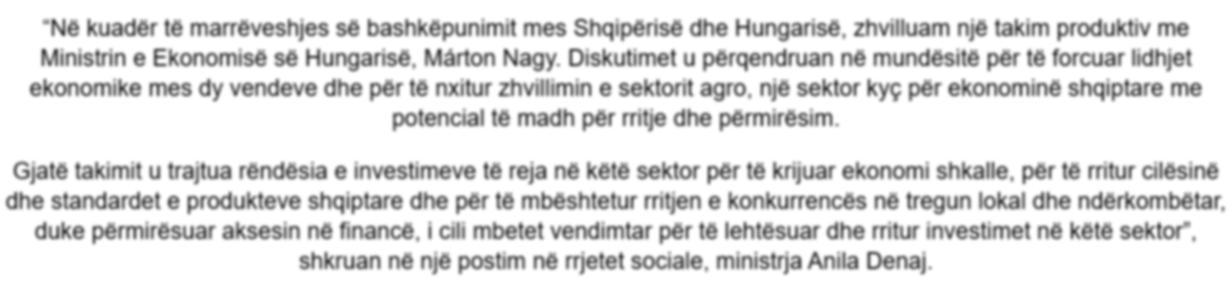 “Në kuadër të marrëveshjes së bashkëpunimit mes Shqipërisë dhe Hungarisë, zhvilluam një takim produktiv me
Ministrin e Ekonomisë së Hungarisë, Márton Nagy. Diskutimet u përqendruan në mundësitë për të forcuar lidhjet
ekonomike mes dy vendeve dhe për të nxitur zhvillimin e sektorit agro, një sektor kyç për ekonominë shqiptare me
potencial të madh për rritje dhe përmirësim.
Gjatë takimit u trajtua rëndësia e investimeve të reja në këtë sektor për të krijuar ekonomi shkalle, për të rritur cilësinë
dhe standardet e produkteve shqiptare dhe për të mbështetur rritjen e konkurrencës në tregun lokal dhe ndërkombëtar,
duke përmirësuar aksesin në financë, i cili mbetet vendimtar për të lehtësuar dhe rritur investimet në këtë sektor”,
shkruan në një postim në rrjetet sociale, ministrja Anila Denaj.